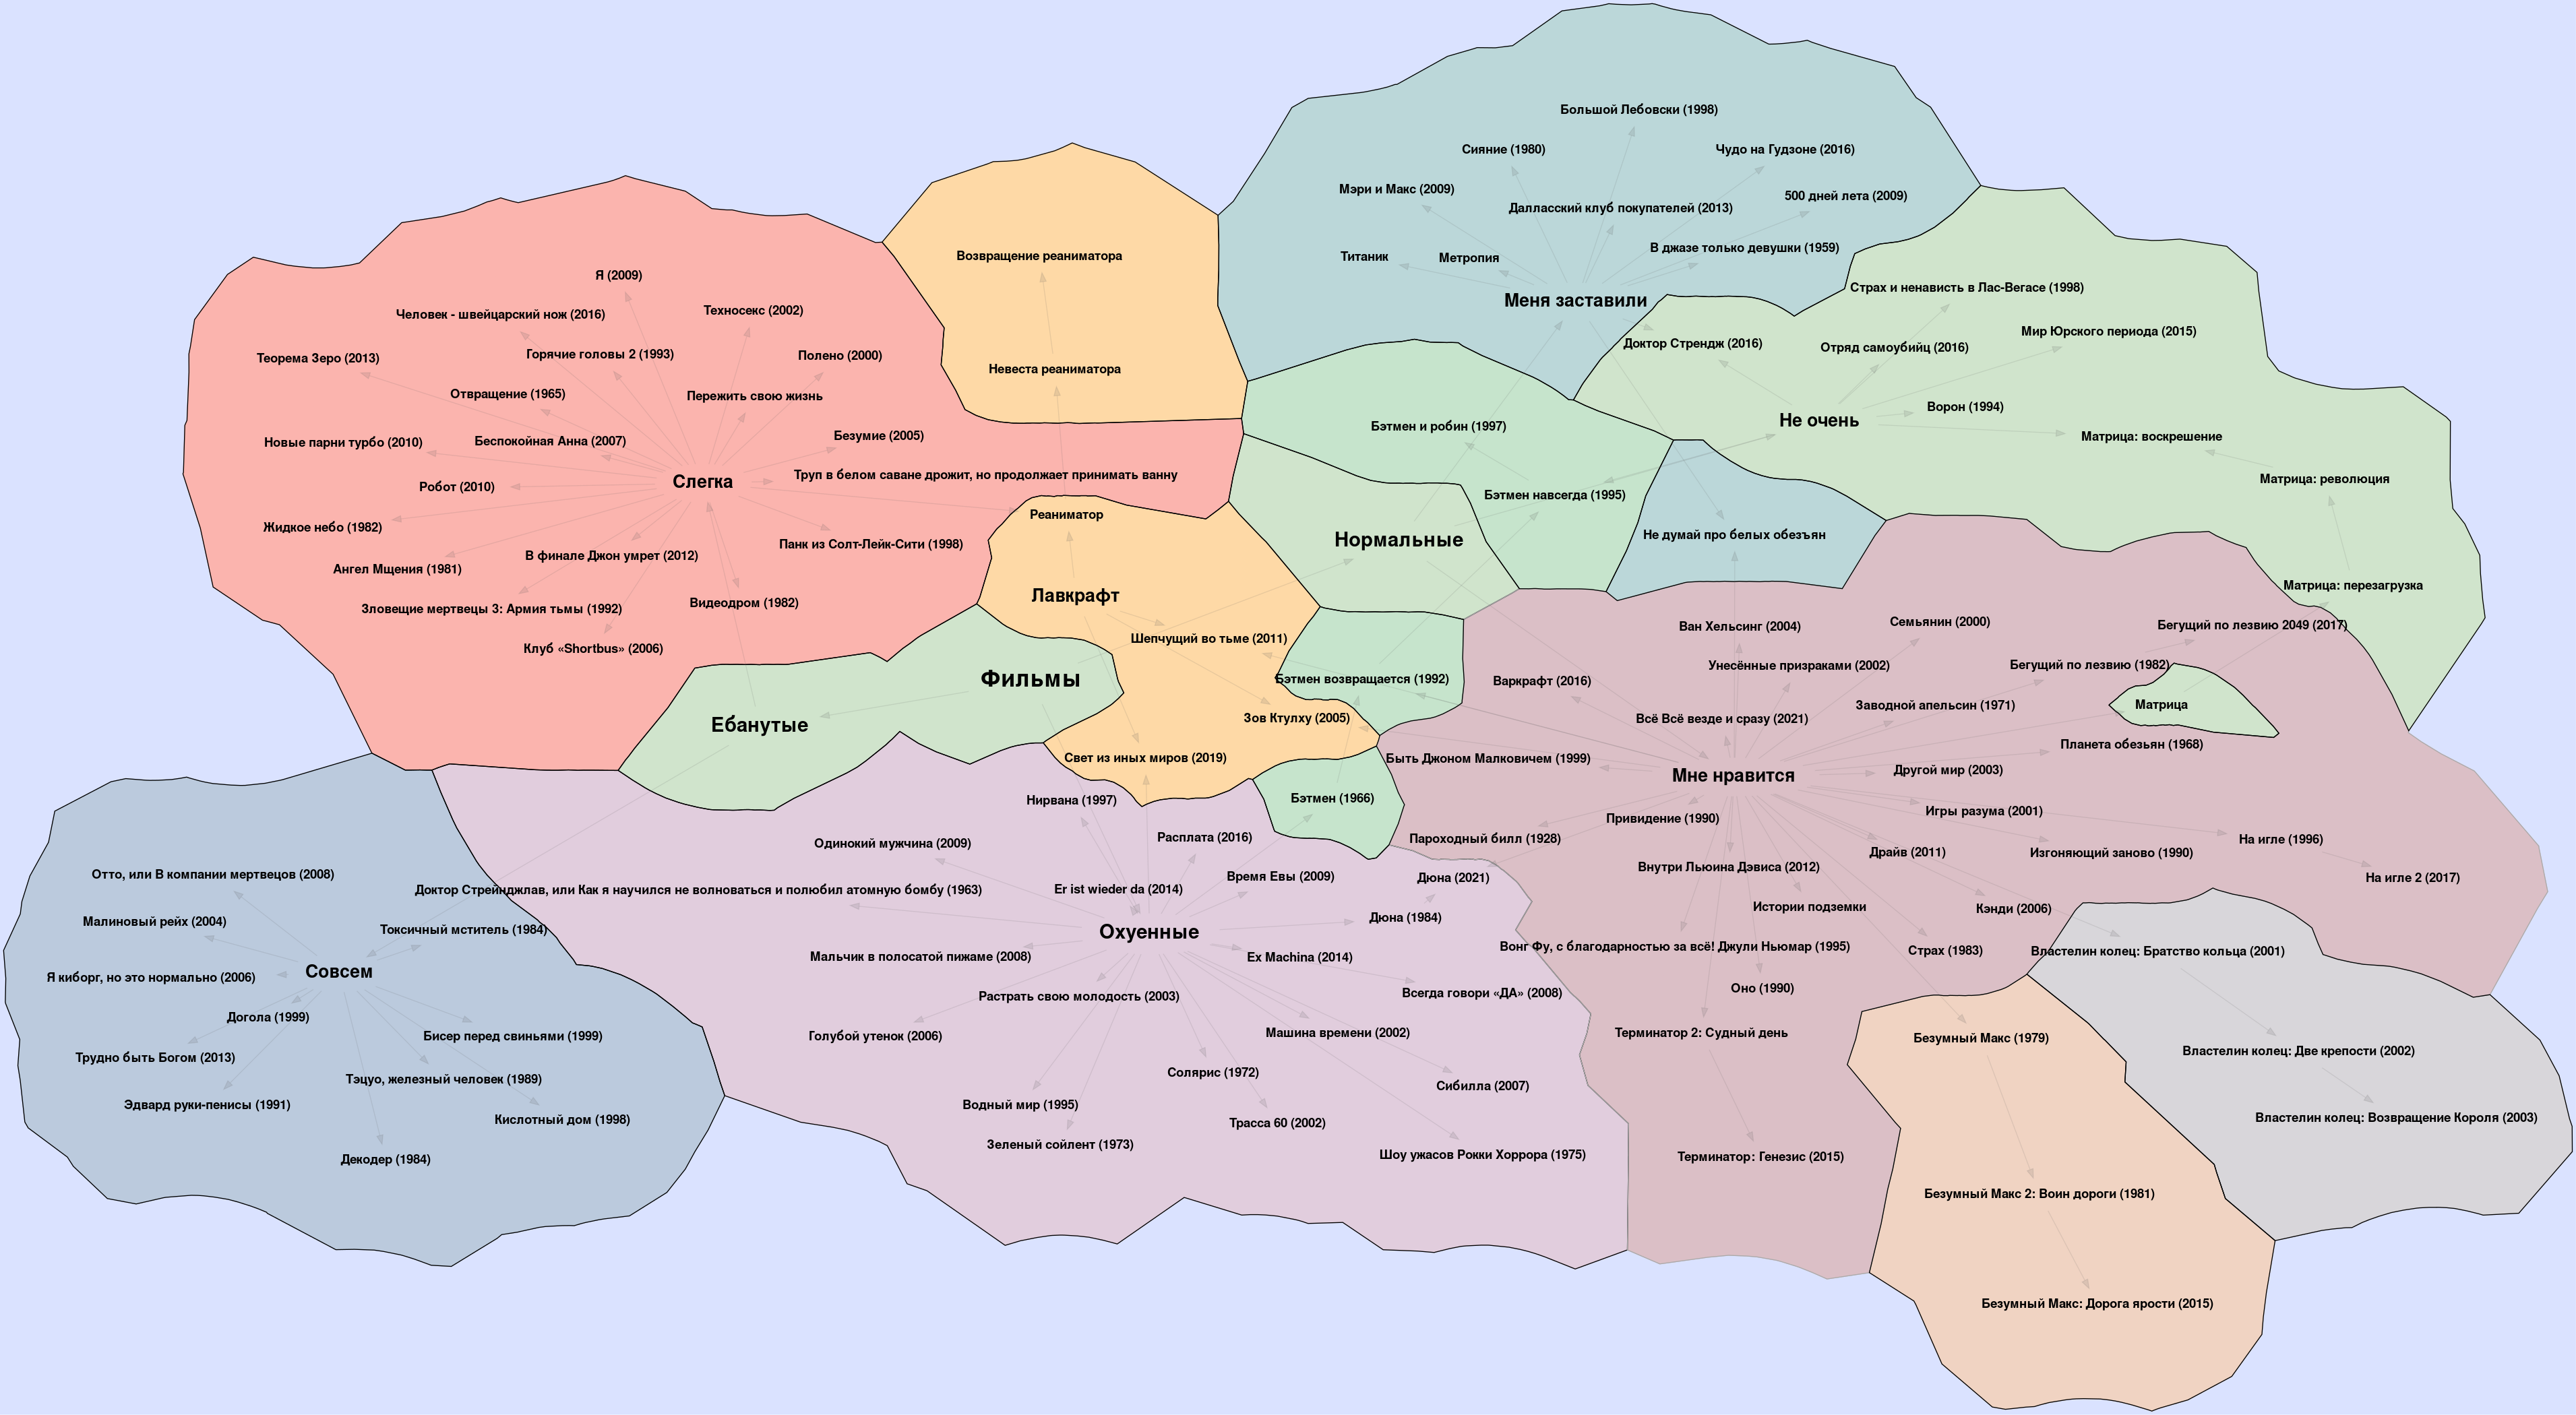 Большой Лебовски (1998)
Сияние (1980)
Чудо на Гудзоне (2016)
Мэри и Макс (2009)
500 дней лета (2009)
Далласский клуб покупателей (2013)
В джазе только девушки (1959)
Титаник
Метропия
Меня заставили
Возвращение реаниматора
Невеста реаниматора
Я (2009)
Человек - швейцарский нож (2016)
Техносекс (2002)
Теорема Зеро (2013)
Горячие головы 2 (1993)
Полено (2000)
Отвращение (1965)
Пережить свою жизнь
Новые парни турбо (2010)
Беспокойная Анна (2007)
Безумие (2005)
Слегка
Труп в белом саване дрожит, но продолжает принимать ванну
Робот (2010)
Жидкое небо (1982)
Панк из Солт-Лейк-Сити (1998)
В финале Джон умрет (2012)
Ангел Мщения (1981)
Зловещие мертвецы 3: Армия тьмы (1992)
Видеодром (1982)
Клуб «Shortbus» (2006)
Страх и ненависть в Лас-Вегасе (1998)
Мир Юрского периода (2015)
Доктор Стрендж (2016)
Отряд самоубийц (2016)
Ворон (1994)
Не очень
Матрица: воскрешение
Матрица: революция
Матрица: перезагрузка
Бэтмен и робин (1997)
Бэтмен навсегда (1995)
Нормальные
Не думай про белых обезъян
Реаниматор
Лавкрафт
Шепчущий во тьме (2011)
Бэтмен возвращается (1992)
Зов Ктулху (2005)
Свет из иных миров (2019)
Фильмы
Ебанутые
Бэтмен (1966)
Ван Хельсинг (2004)
Семьянин (2000)
Бегущий по лезвию 2049 (2017)
Унесённые призраками (2002)
Бегущий по лезвию (1982)
Варкрафт (2016)
Заводной апельсин (1971)
Матрица
Всё Всё везде и сразу (2021)
Планета обезьян (1968)
Быть Джоном Малковичем (1999)
Мне нравится
Другой мир (2003)
Игры разума (2001)
Привидение (1990)
Пароходный билл (1928)
На игле (1996)
Драйв (2011)
Изгоняющий заново (1990)
Внутри Льюина Дэвиса (2012)
На игле 2 (2017)
Истории подземки
Кэнди (2006)
Вонг Фу, с благодарностью за всё! Джули Ньюмар (1995)
Страх (1983)
Властелин колец: Братство кольца (2001)
Оно (1990)
Терминатор 2: Судный день
Безумный Макс (1979)
Властелин колец: Две крепости (2002)
Властелин колец: Возвращение Короля (2003)
Терминатор: Генезис (2015)
Безумный Макс 2: Воин дороги (1981)
Безумный Макс: Дорога ярости (2015)
Нирвана (1997)
Одинокий мужчина (2009)
Расплата (2016)
Время Евы (2009)
Дюна (2021)
Доктор Стрейнджлав, или Как я научился не волноваться и полюбил атомную бомбу (1963)
Er ist wieder da (2014)
Дюна (1984)
Охуенные
Мальчик в полосатой пижаме (2008)
Ex Machina (2014)
Растрать свою молодость (2003)
Всегда говори «ДА» (2008)
Голубой утенок (2006)
Машина времени (2002)
Солярис (1972)
Сибилла (2007)
Водный мир (1995)
Трасса 60 (2002)
Зеленый сойлент (1973)
Шоу ужасов Рокки Хоррора (1975)
Отто, или В компании мертвецов (2008)
Малиновый рейх (2004)
Токсичный мститель (1984)
Совсем
Я киборг, но это нормально (2006)
Догола (1999)
Бисер перед свиньями (1999)
Трудно быть Богом (2013)
Тэцуо, железный человек (1989)
Эдвард руки-пенисы (1991)
Кислотный дом (1998)
Декодер (1984)